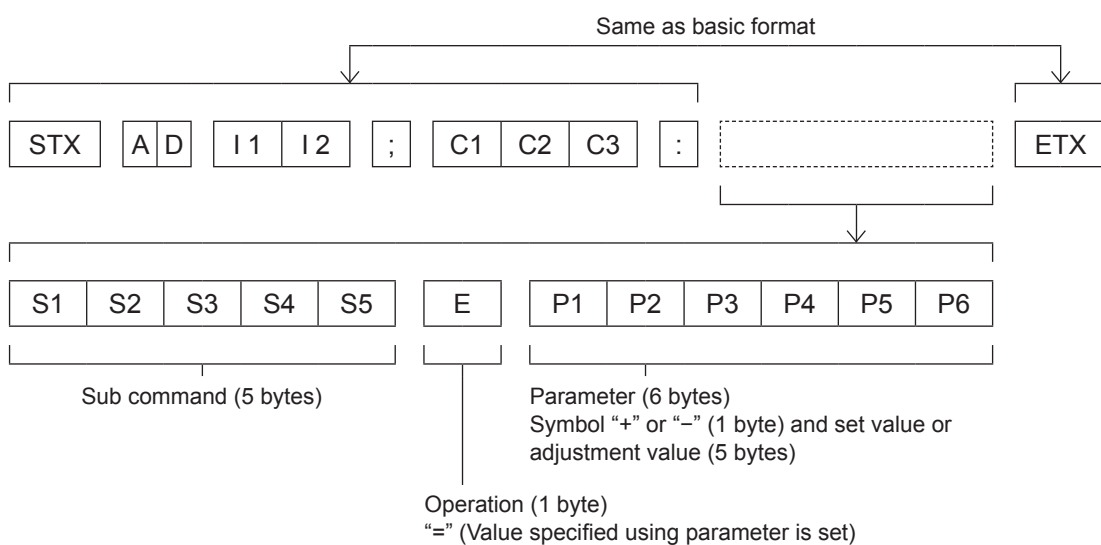 Same as basic format
STX A D I 1 I 2 ; C1 C2 C3 : ETX
S1 S2 S3 S4 S5 E P1 P2 P3 P4 P5 P6
Sub command (5 bytes)
Parameter (6 bytes)
Symbol “+” or “−” (1 byte) and set value or
adjustment value (5 bytes)
Operation (1 byte)
“=” (Value specified using parameter is set)